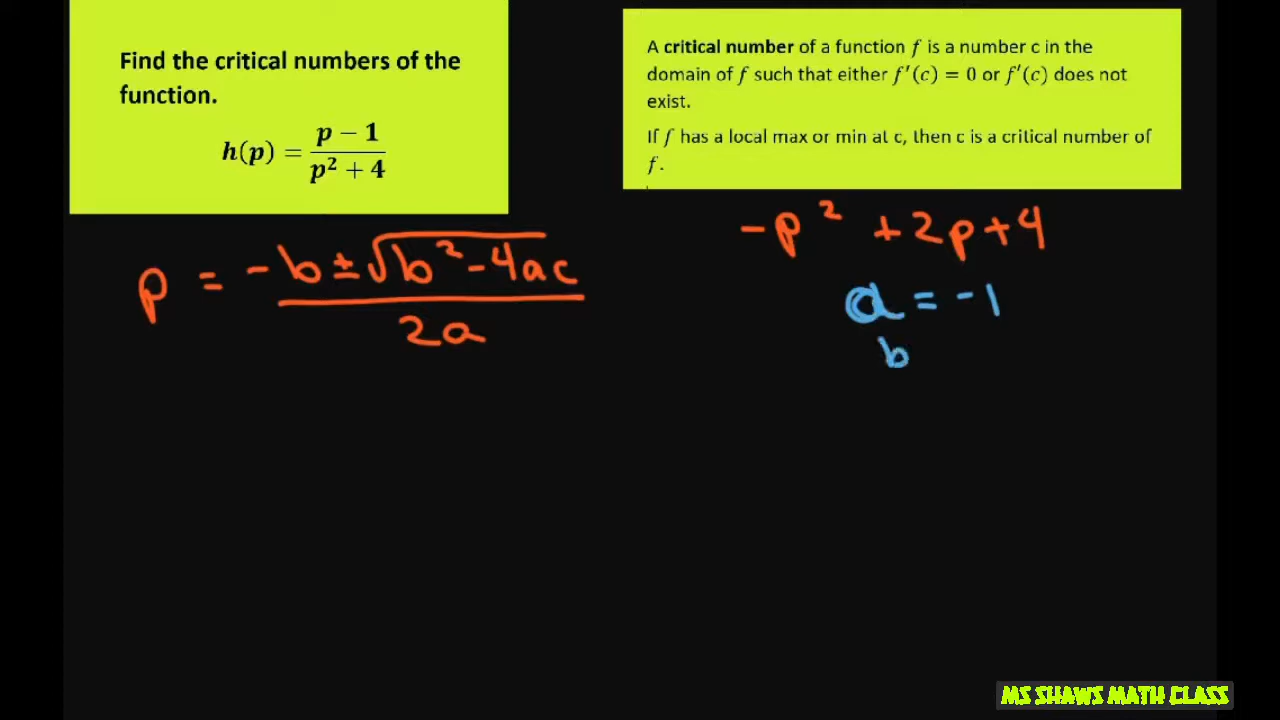 Find the critical numbers of the
function.
h(p) = (p − 1)/(p² + 4)
A critical number of a function f is a number c in the
domain of f such that either f′(c) = 0 or f′(c) does not
exist.
If f has a local max or min at c, then c is a critical number of
f.
-p² + 2p + 4
p = (-b ± √(b² - 4ac))/(2a)
a = -1
b
MS SHAWS MATH CLASS